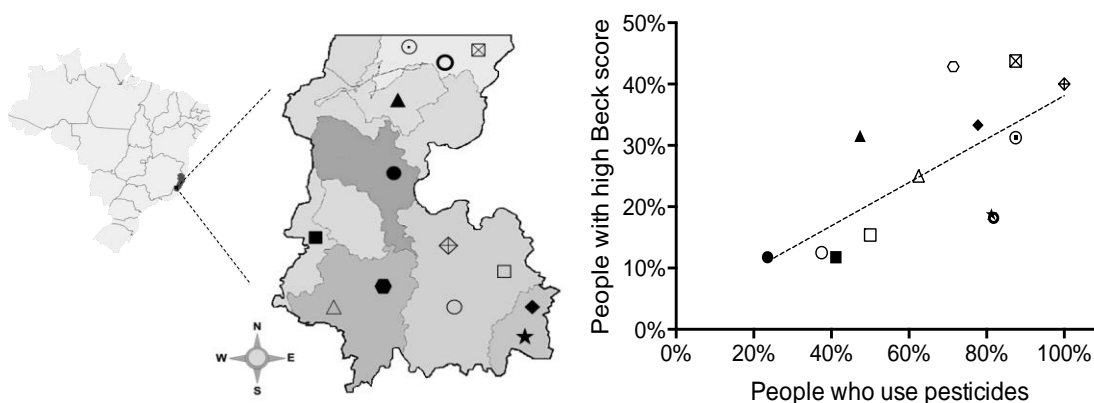 N
W E
S
People with high Beck score
50%
40%
30%
20%
10%
0%
0% 20% 40% 60% 80% 100%
People who use pesticides